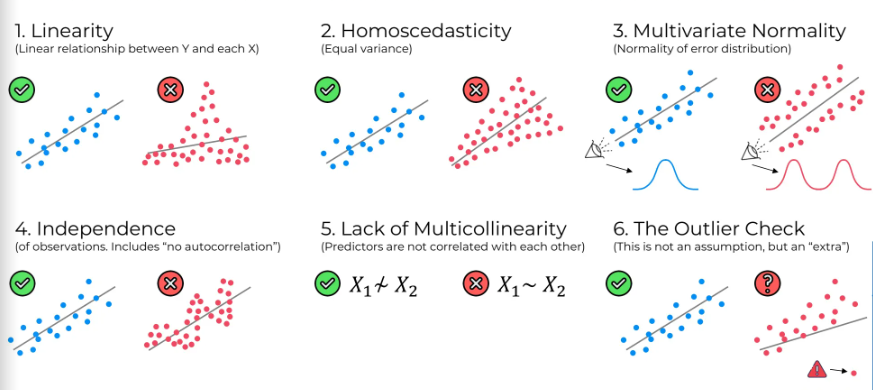 1. Linearity
(Linear relationship between Y and each X)
2. Homoscedasticity
(Equal variance)
3. Multivariate Normality
(Normality of error distribution)
4. Independence
(of observations. Includes “no autocorrelation”)
5. Lack of Multicollinearity
(Predictors are not correlated with each other)
X₁ ≁ X₂
X₁ ~ X₂
6. The Outlier Check
(This is not an assumption, but an “extra”)